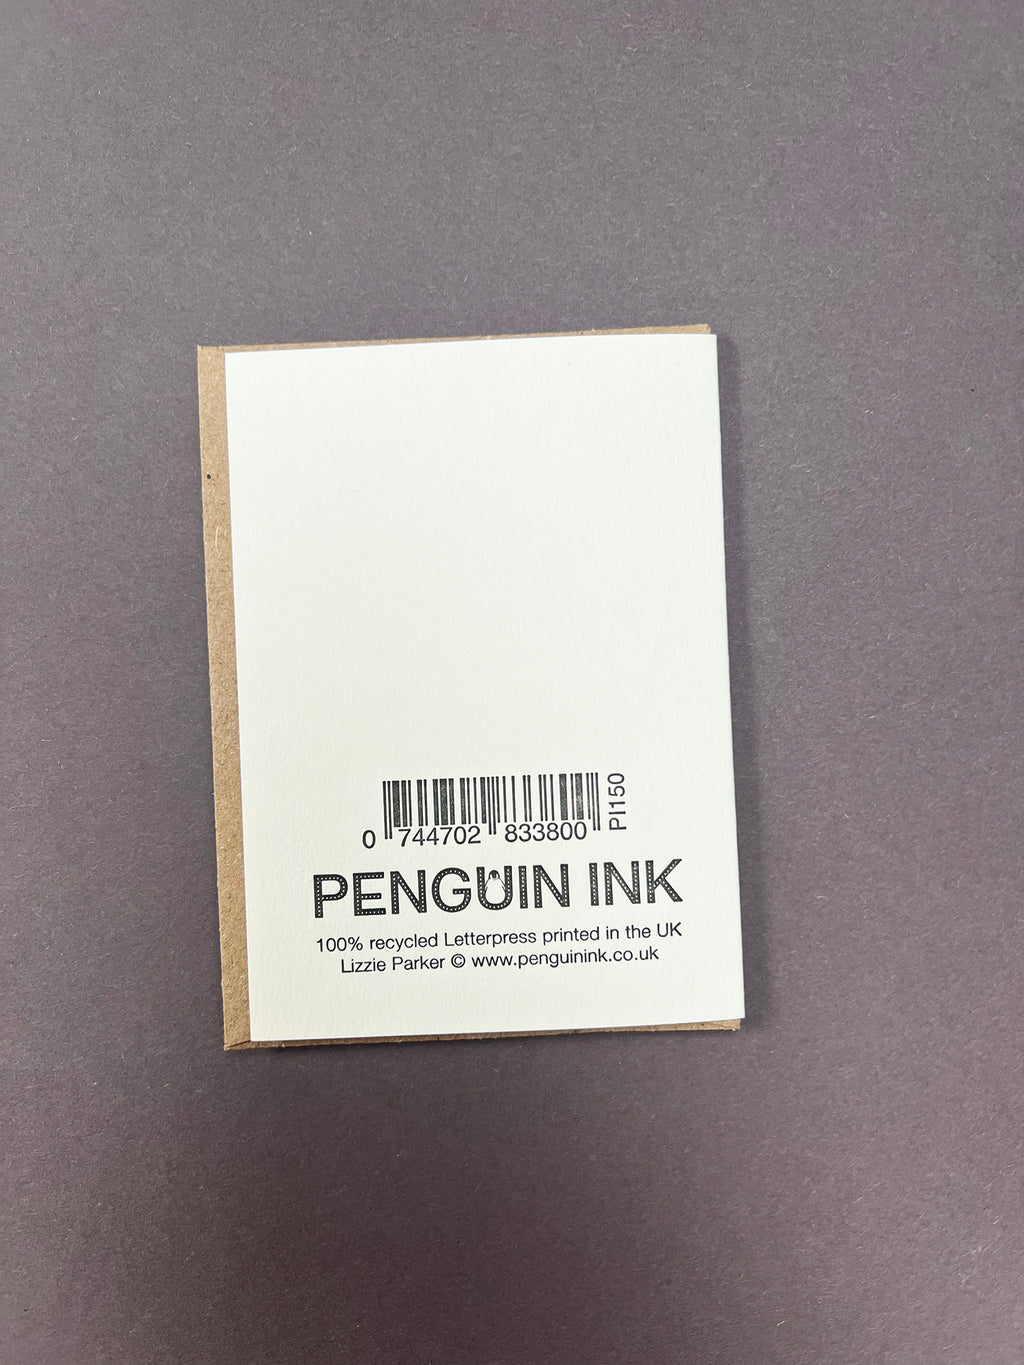 0 744702 833800
PI150
PENGUIN INK
100% recycled Letterpress printed in the UK
Lizzie Parker © www.penguinink.co.uk